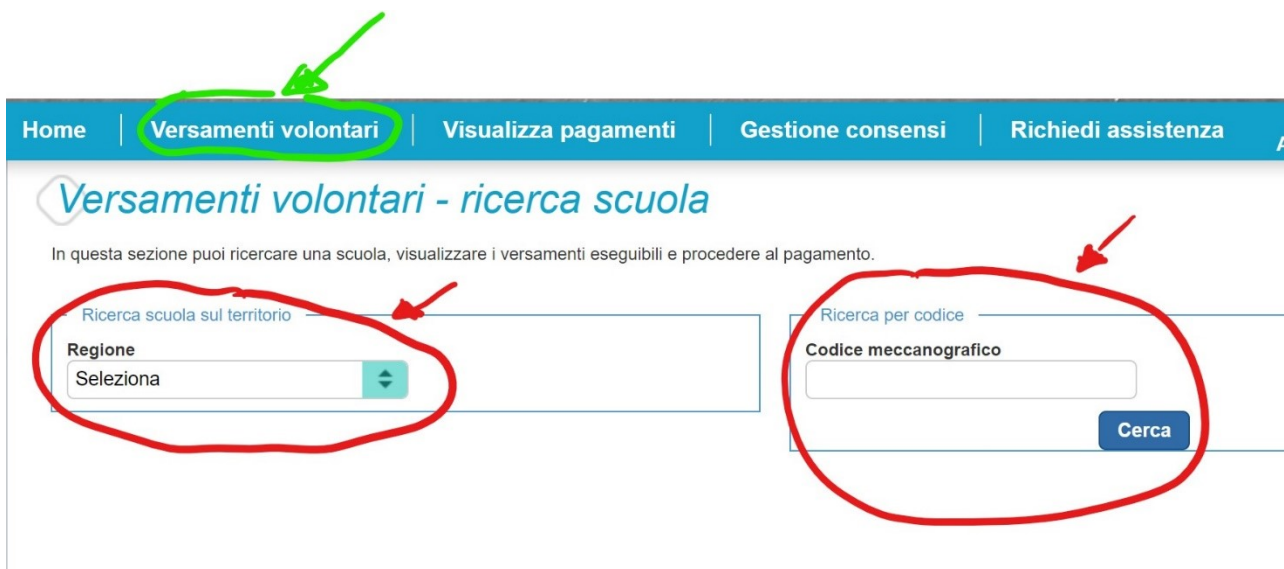 Home Versamenti volontari Visualizza pagamenti Gestione consensi Richiedi assistenza
Versamenti volontari - ricerca scuola
In questa sezione puoi ricercare una scuola, visualizzare i versamenti eseguibili e procedere al pagamento.
Ricerca scuola sul territorio
Regione
Seleziona
Ricerca per codice
Codice meccanografico
Cerca